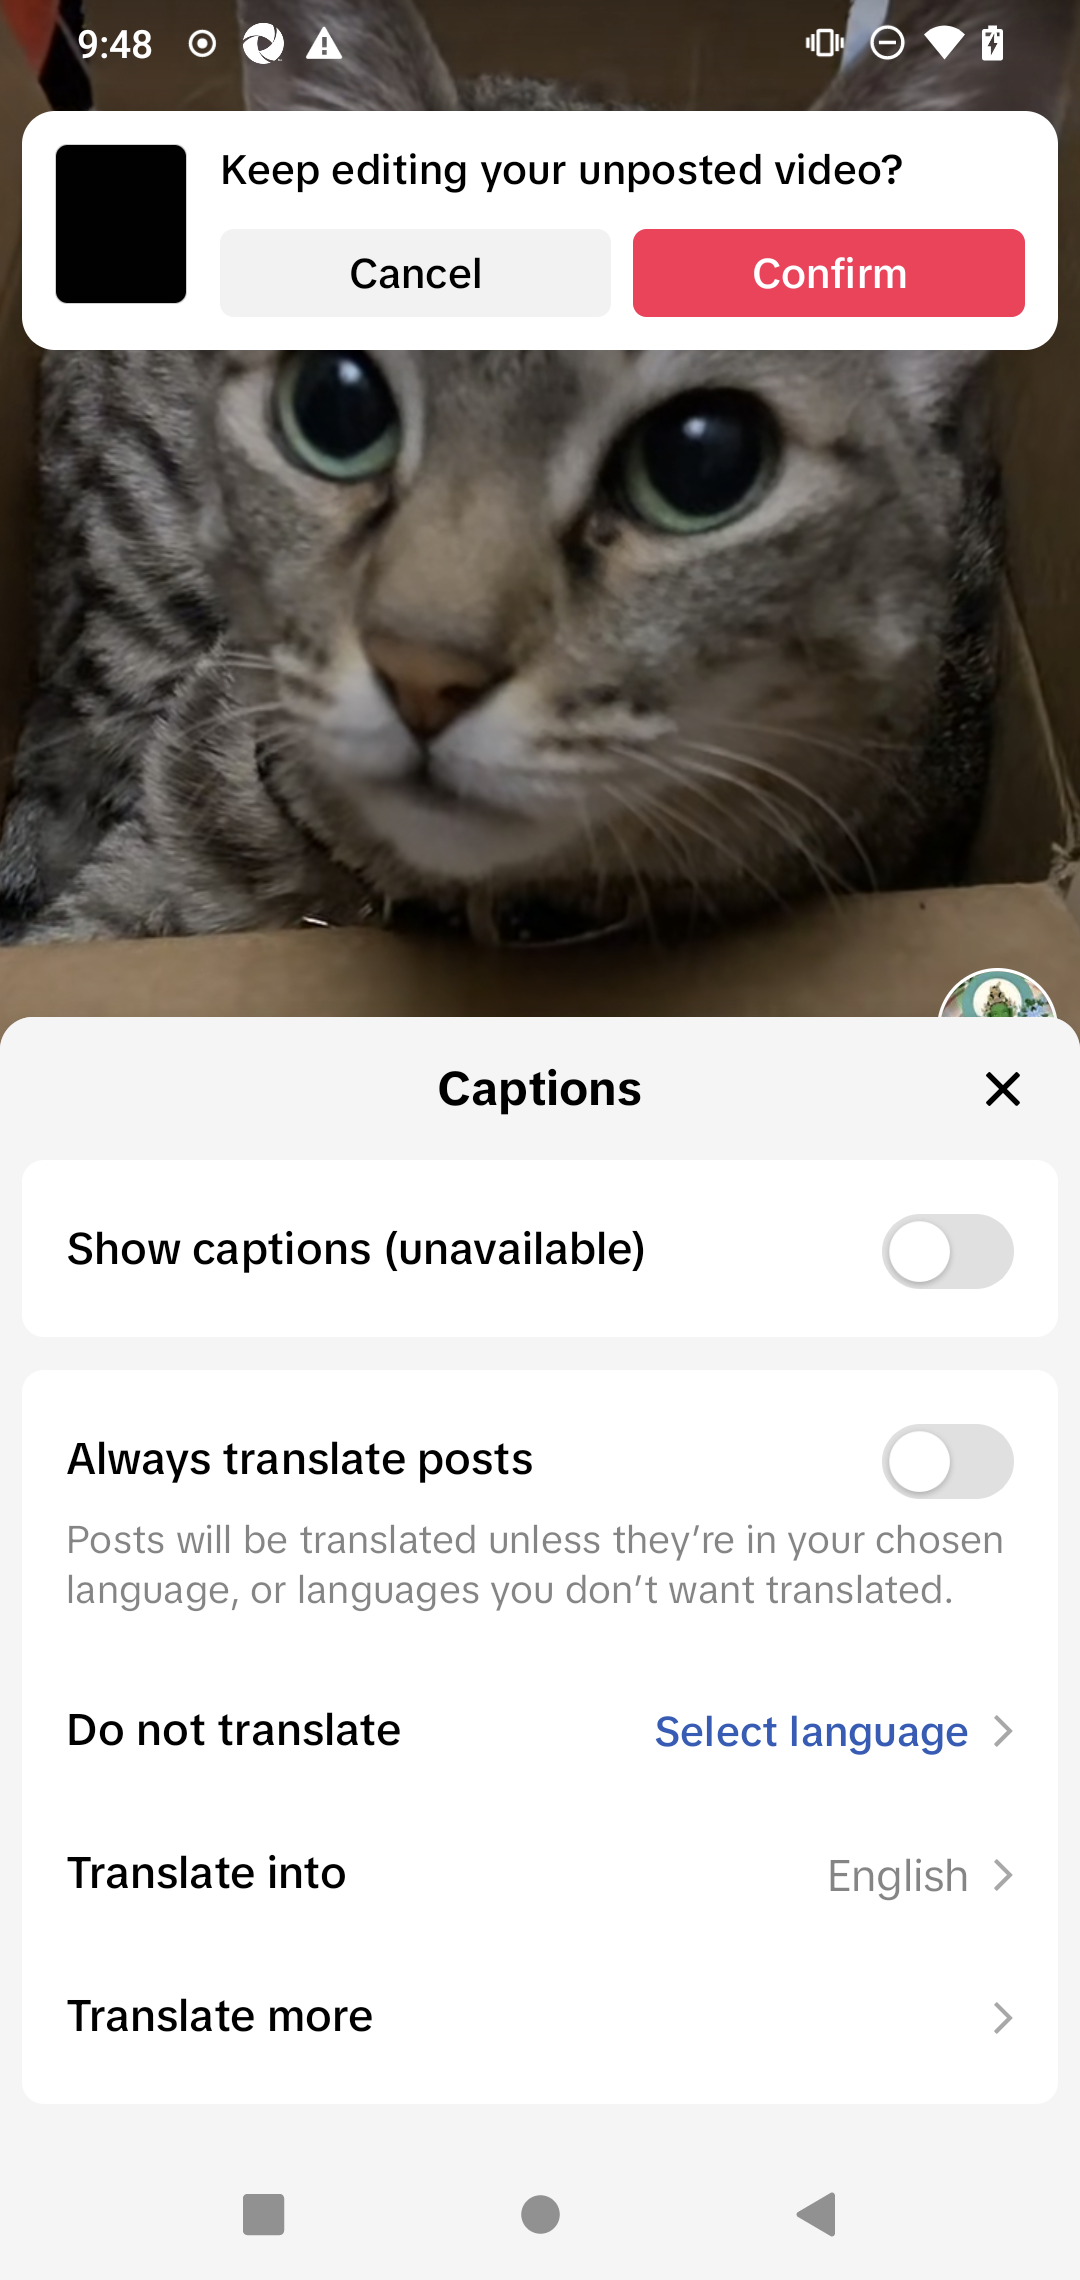 9:48
Keep editing your unposted video?
Cancel
Confirm
Captions
Show captions (unavailable)
Always translate posts
Posts will be translated unless they’re in your chosen
language, or languages you don’t want translated.
Do not translate
Select language
Translate into
English
Translate more